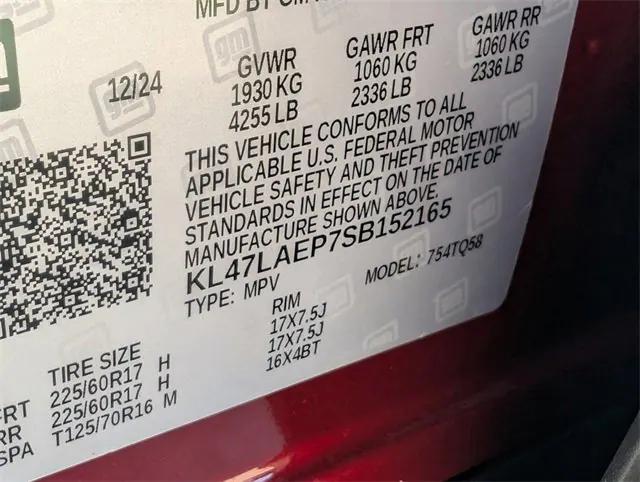 MFD BY
12/24
GVWR
1930 KG
4255 LB
GAWR FRT
1060 KG
2336 LB
GAWR RR
1060 KG
2336 LB
THIS VEHICLE CONFORMS TO ALL
APPLICABLE U.S. FEDERAL MOTOR
VEHICLE SAFETY AND THEFT PREVENTION
STANDARDS IN EFFECT ON THE DATE OF
MANUFACTURE SHOWN ABOVE.
KL47LAEP7SB152165
TYPE: MPV MODEL: 754TQ58
TIRE SIZE RIM
FRT 225/60R17 H 17X7.5J
RR 225/60R17 H 17X7.5J
SPA T125/70R16 M 16X4BT
gm